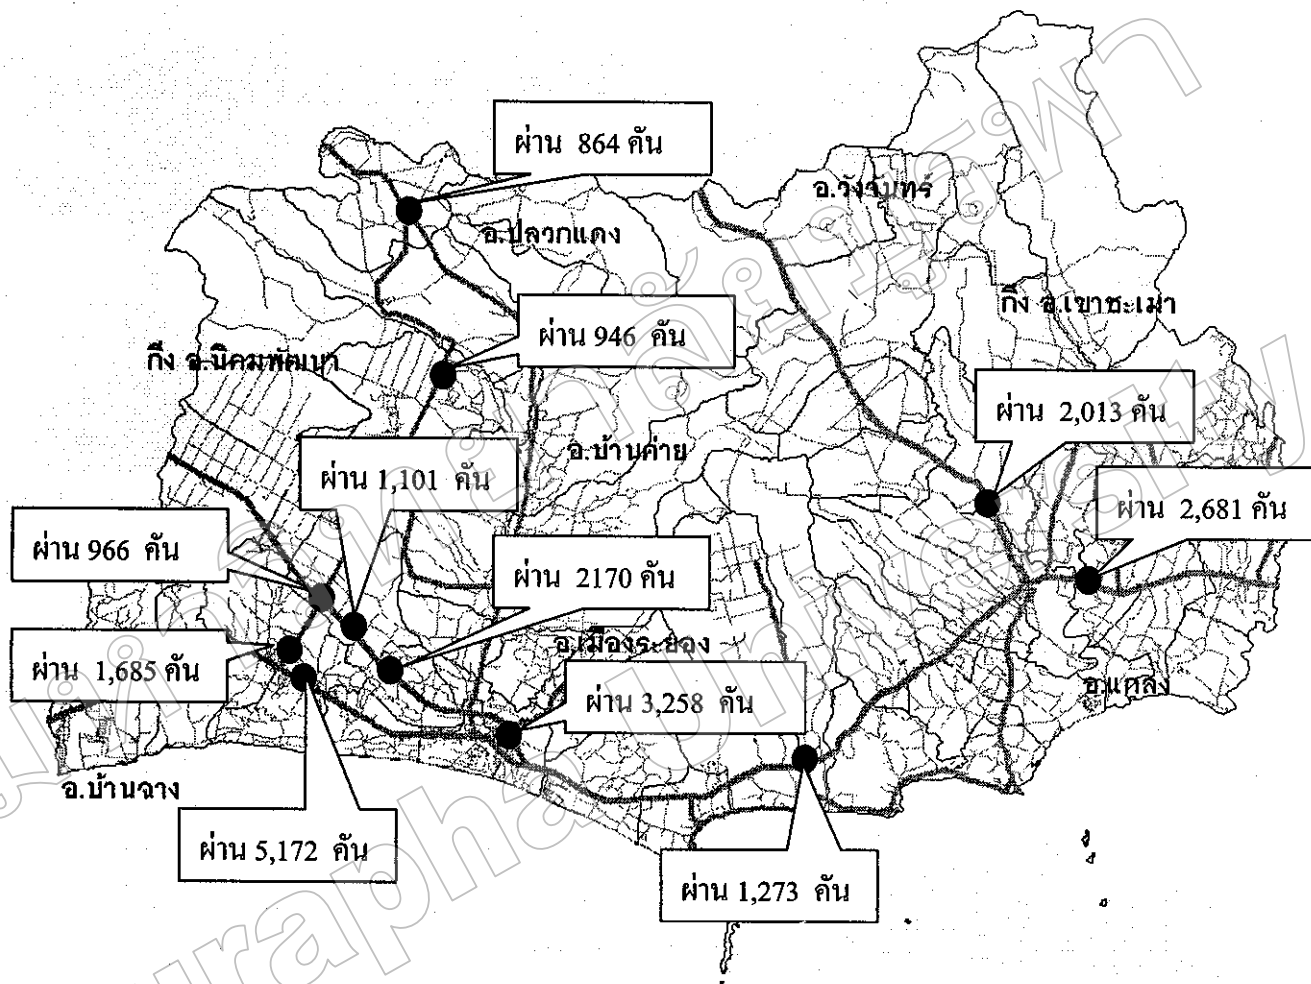 ผ่าน 864 คัน
อ.วังจันทร์
อ.ปลวกแดง
กิ่ง อ.เขาชะเมา
ผ่าน 946 คัน
กิ่ง อ.นิคมพัฒนา
ผ่าน 2,013 คัน
อ.บ้านค่าย
ผ่าน 1,101 คัน
ผ่าน 2,681 คัน
ผ่าน 966 คัน
ผ่าน 2170 คัน
อ.เมืองระยอง
ผ่าน 1,685 คัน
อ.แกลง
ผ่าน 3,258 คัน
อ.บ้านฉาง
ผ่าน 5,172 คัน
ผ่าน 1,273 คัน
University